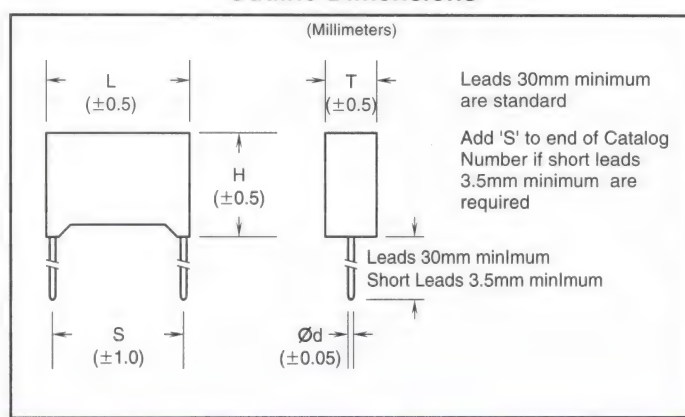 (Millimeters)
L
(±0.5)
T
(±0.5)
H
(±0.5)
Leads 30mm minimum
are standard
Add 'S' to end of Catalog
Number if short leads
3.5mm minimum are
required
Leads 30mm minImum
Short Leads 3.5mm minImum
S
(±1.0)
Ød
(±0.05)